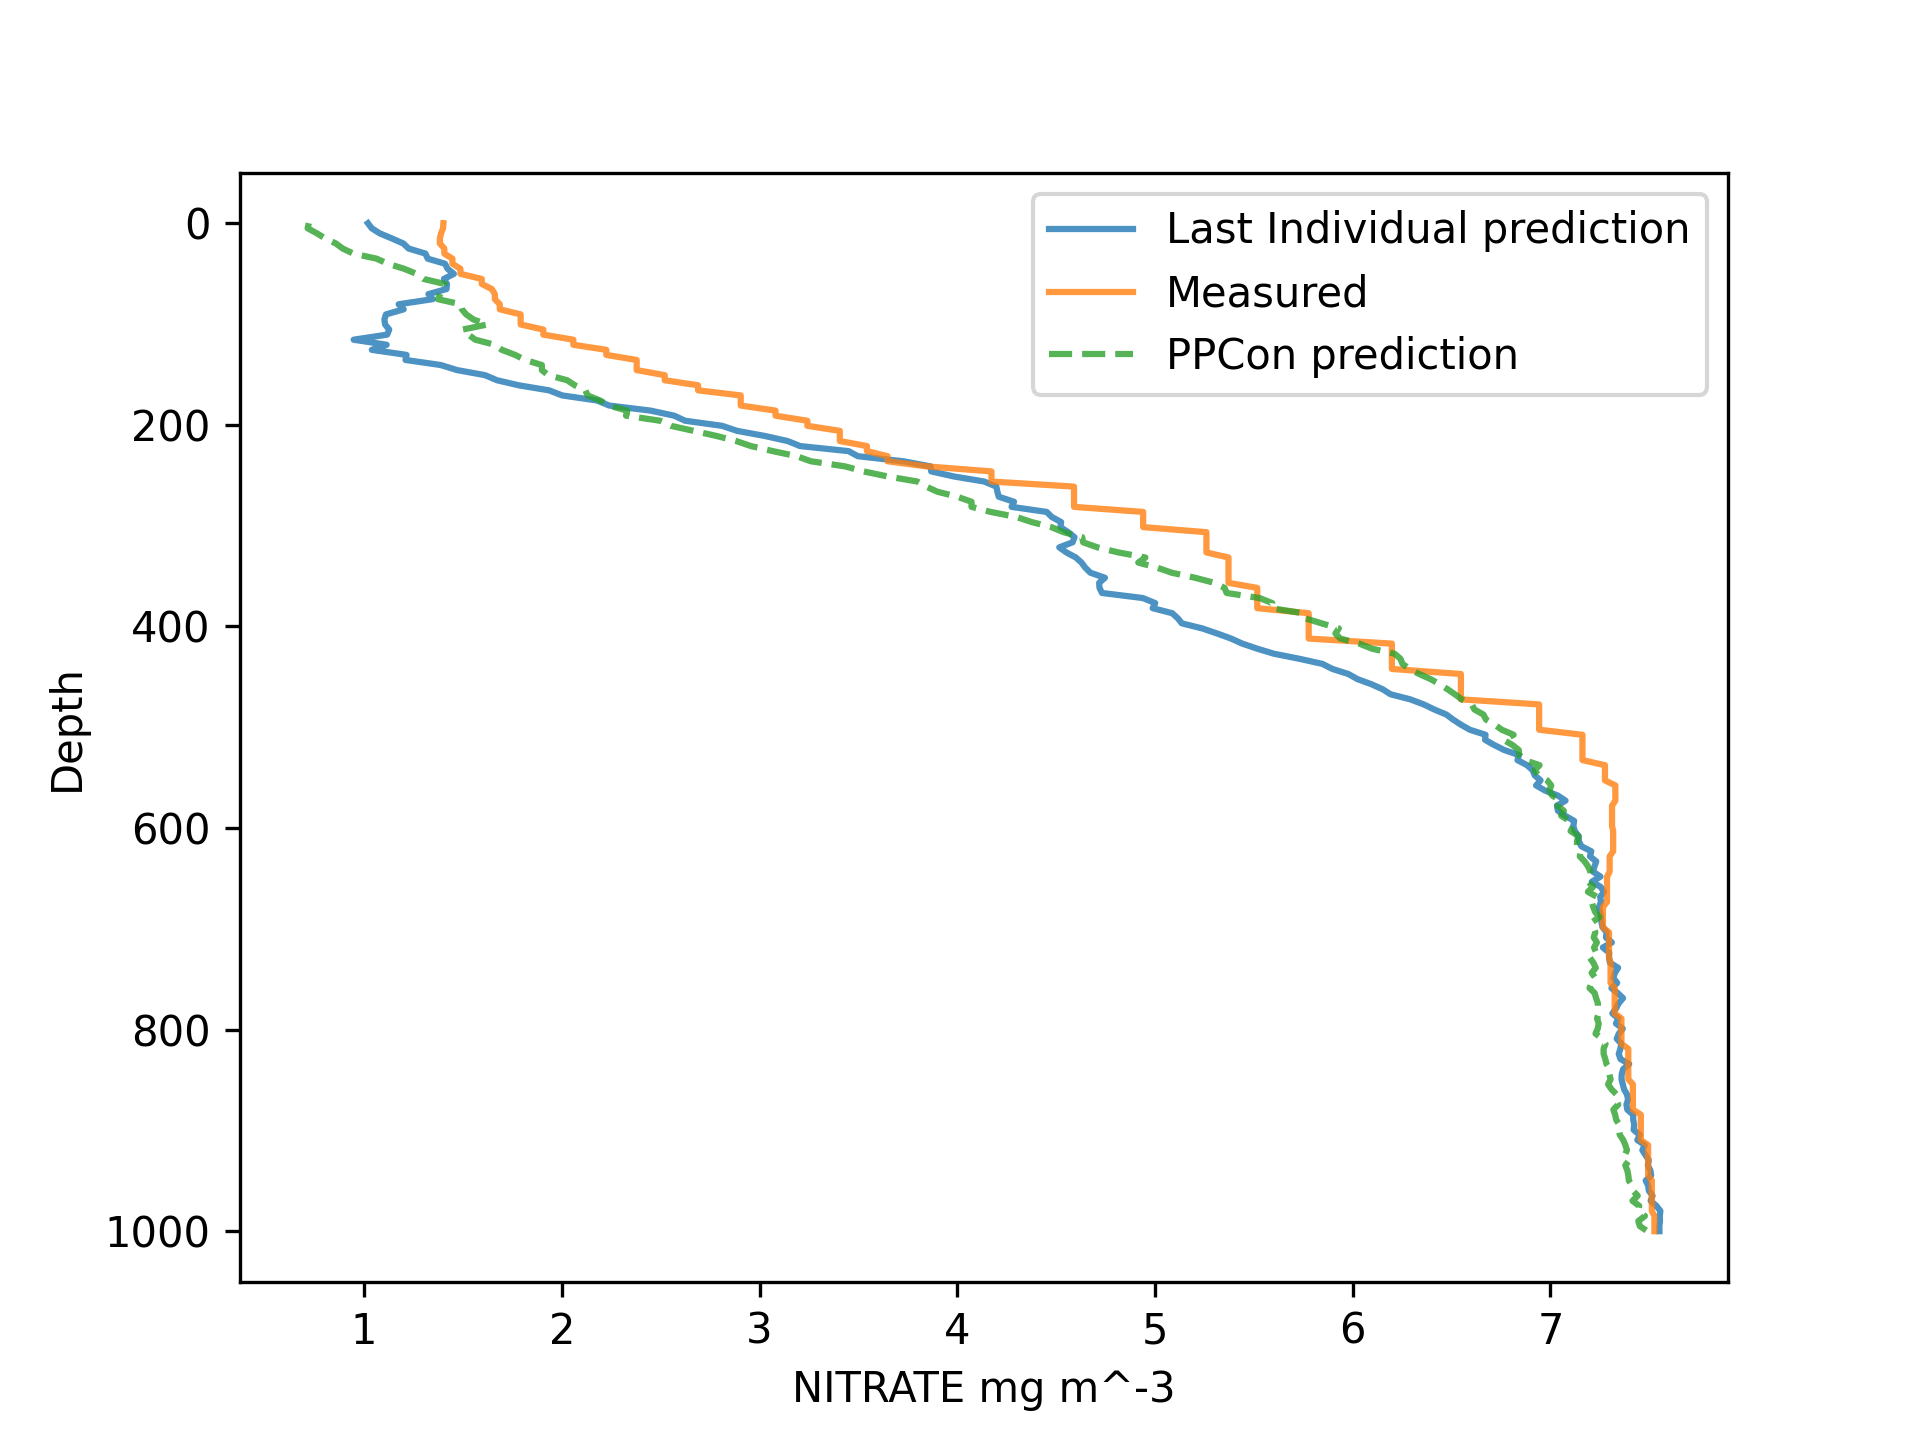 Last Individual prediction
Measured
PPCon prediction
0
200
400
600
800
1000
Depth
1 2 3 4 5 6 7
NITRATE mg m^-3